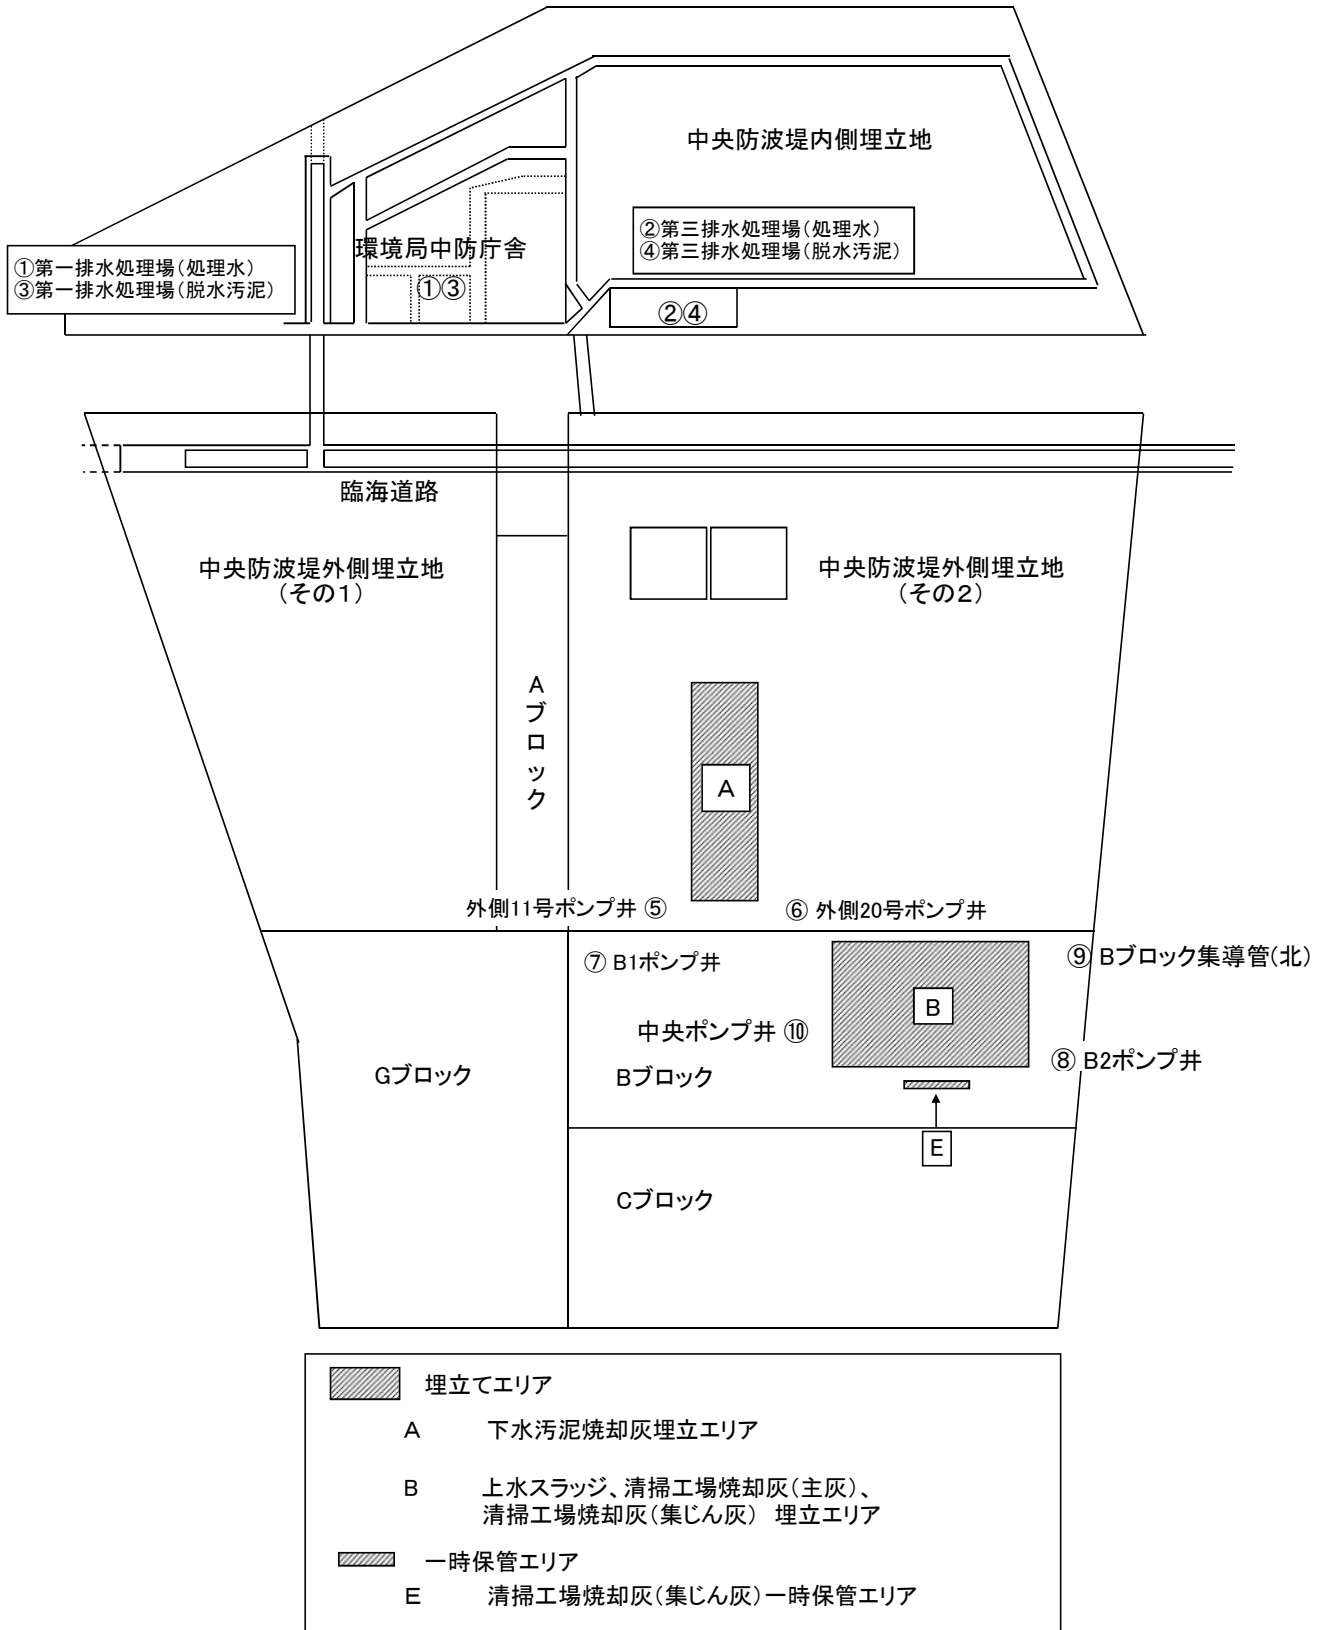 中央防波堤内側埋立地
②第三排水処理場(処理水)
④第三排水処理場(脱水汚泥)
環境局中防庁舎
①第一排水処理場(処理水)
③第一排水処理場(脱水汚泥)
①③
②④
臨海道路
中央防波堤外側埋立地
(その1)
中央防波堤外側埋立地
(その2)
Aブロック
A
外側11号ポンプ井 ⑤
⑥ 外側20号ポンプ井
⑦ B1ポンプ井
⑨ Bブロック集導管(北)
B
中央ポンプ井 ⑩
⑧ B2ポンプ井
Gブロック
Bブロック
E
Cブロック
埋立てエリア
A 下水汚泥焼却灰埋立エリア
B 上水スラッジ、清掃工場焼却灰(主灰)、
清掃工場焼却灰(集じん灰) 埋立エリア
一時保管エリア
E 清掃工場焼却灰(集じん灰)一時保管エリア